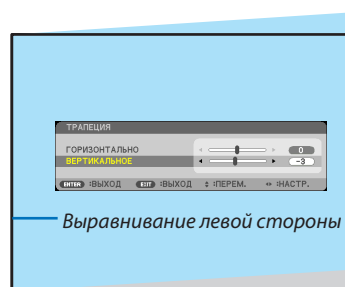 ТРАПЕЦИЯ
ГОРИЗОНТАЛЬНО 0
ВЕРТИКАЛЬНОЕ -3
ENTER :ВЫХОД EXIT :ВЫХОД :ПЕРЕМ. :НАСТР.
Выравнивание левой стороны